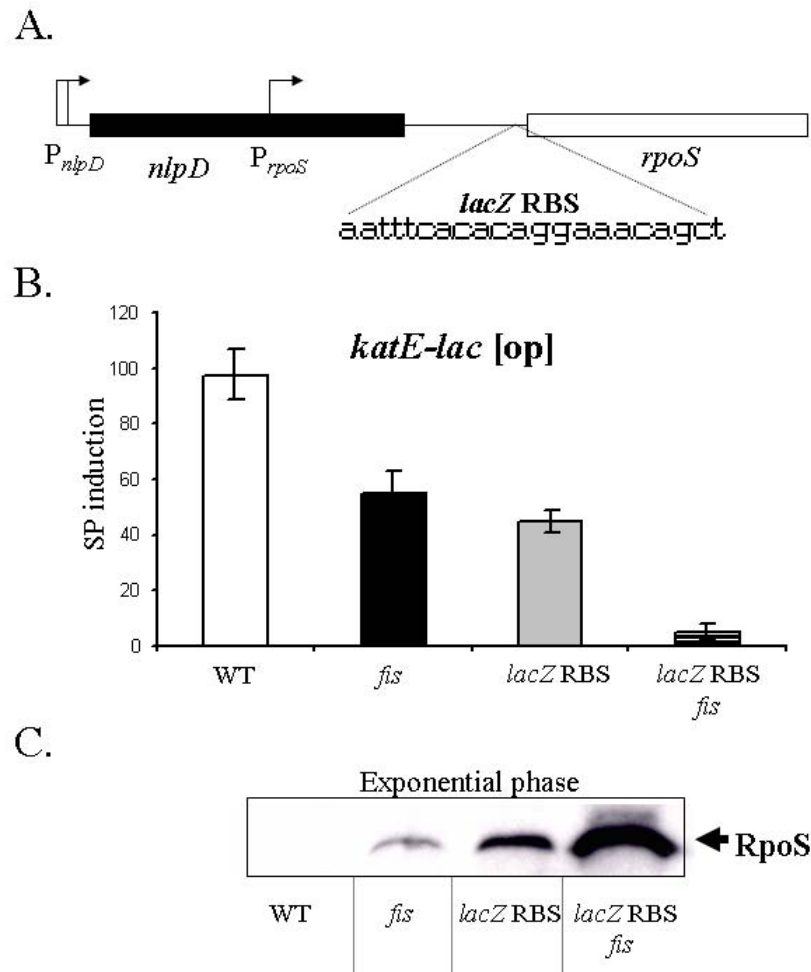 A.
P_nlpD nlpD P_rpoS rpoS
lacZ RBS
aatttcacacaggaaacagct
B.
katE-lac [op]
SP induction
120
100
80
60
40
20
0
WT fis lacZ RBS lacZ RBS
fis
C.
Exponential phase
RpoS
WT fis lacZ RBS lacZ RBS
fis